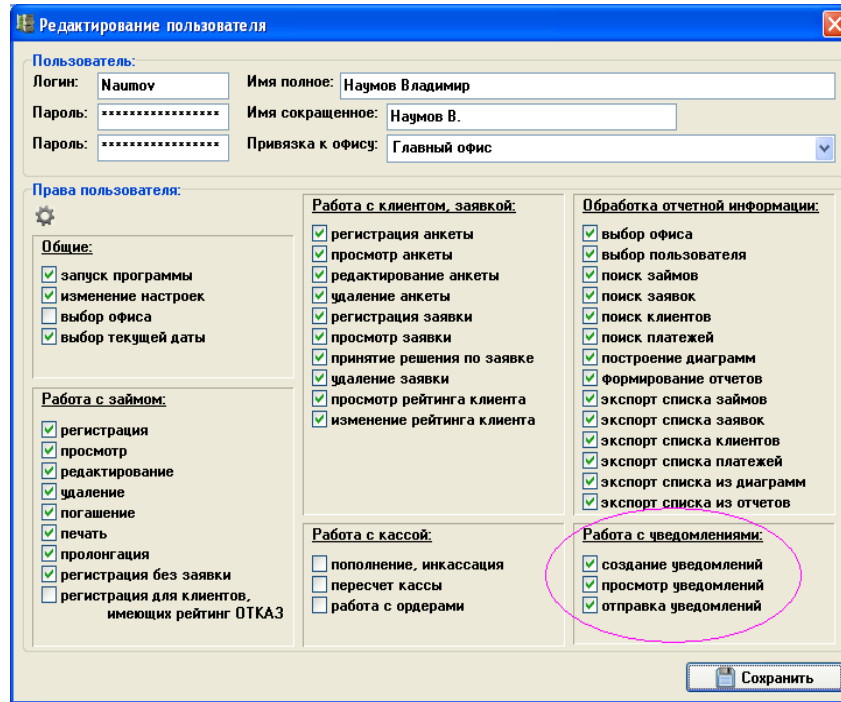 Редактирование пользователя
Пользователь:
Логин: Naumov Имя полное: Наумов Владимир
Пароль: ***************** Имя сокращенное: Наумов В.
Пароль: ***************** Привязка к офису: Главный офис
Права пользователя:
Общие:
запуск программы
изменение настроек
выбор офиса
выбор текущей даты
Работа с займом:
регистрация
просмотр
редактирование
удаление
погашение
печать
пролонгация
регистрация без заявки
регистрация для клиентов,
имеющих рейтинг ОТКАЗ
Работа с клиентом, заявкой:
регистрация анкеты
просмотр анкеты
редактирование анкеты
удаление анкеты
регистрация заявки
просмотр заявки
принятие решения по заявке
удаление заявки
просмотр рейтинга клиента
изменение рейтинга клиента
Работа с кассой:
пополнение, инкассация
пересчет кассы
работа с ордерами
Обработка отчетной информации:
выбор офиса
выбор пользователя
поиск займов
поиск заявок
поиск клиентов
поиск платежей
построение диаграмм
формирование отчетов
экспорт списка займов
экспорт списка заявок
экспорт списка клиентов
экспорт списка платежей
экспорт списка из диаграмм
экспорт списка из отчетов
Работа с уведомлениями:
создание уведомлений
просмотр уведомлений
отправка уведомлений
Сохранить